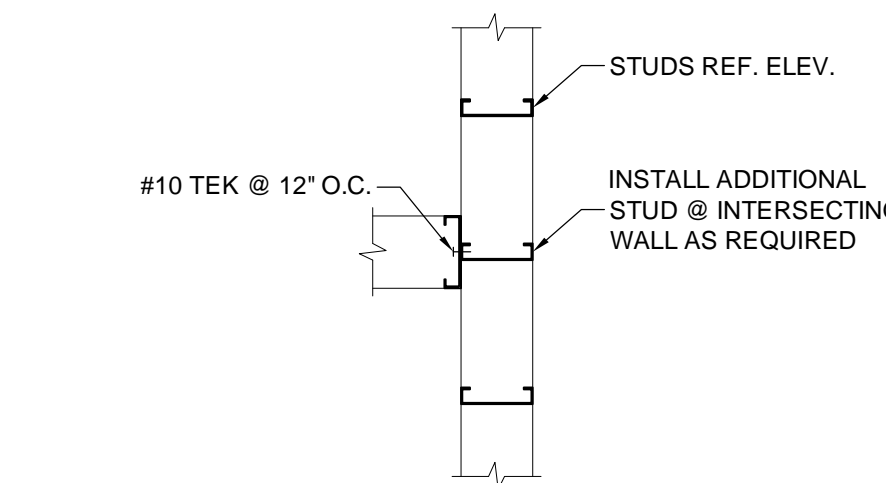 STUDS REF. ELEV.
#10 TEK @ 12" O.C.
INSTALL ADDITIONAL
STUD @ INTERSECTING
WALL AS REQUIRED